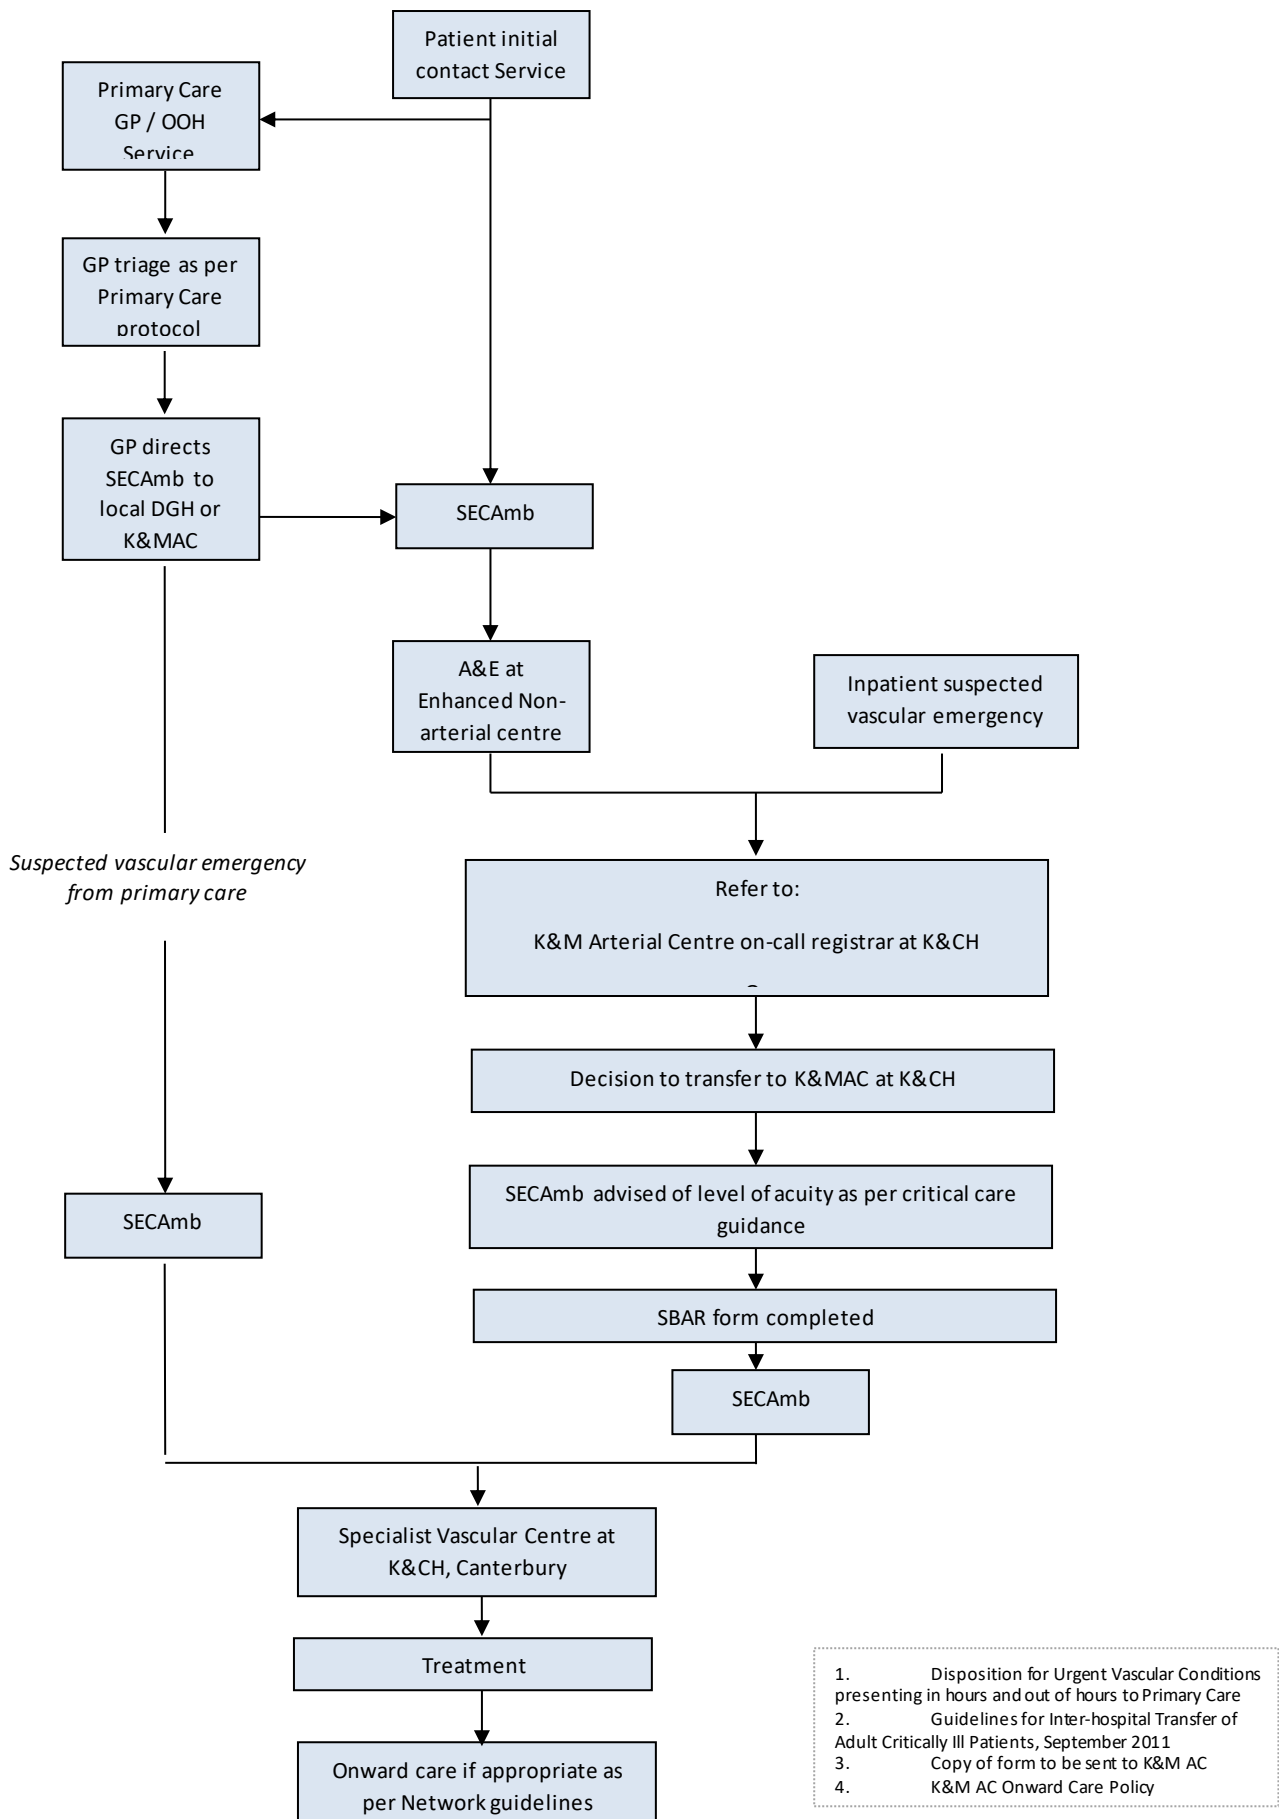 Patient initial
contact Service
Primary Care
GP / OOH
Service
GP triage as per
Primary Care
protocol
GP directs
SECAmb to
local DGH or
K&MAC
SECAmb
A&E at
Enhanced Non-
arterial centre
Inpatient suspected
vascular emergency
Suspected vascular emergency
from primary care
Refer to:
K&M Arterial Centre on-call registrar at K&CH
Decision to transfer to K&MAC at K&CH
SECAmb advised of level of acuity as per critical care
guidance
SECAmb
SBAR form completed
SECAmb
Specialist Vascular Centre at
K&CH, Canterbury
Treatment
Onward care if appropriate as
per Network guidelines
1. Disposition for Urgent Vascular Conditions
presenting in hours and out of hours to Primary Care
2. Guidelines for Inter-hospital Transfer of
Adult Critically Ill Patients, September 2011
3. Copy of form to be sent to K&M AC
4. K&M AC Onward Care Policy